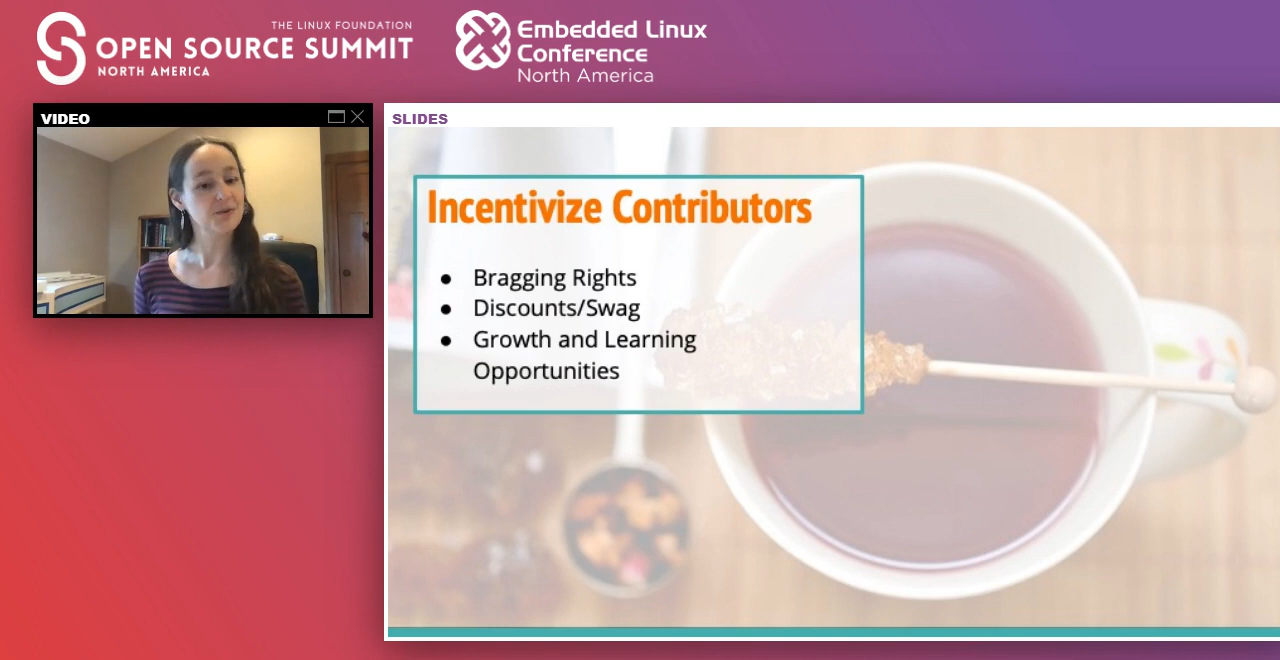 THE LINUX FOUNDATION
OPEN SOURCE SUMMIT
NORTH AMERICA
Embedded Linux
Conference
North America
VIDEO
SLIDES
Incentivize Contributors
● Bragging Rights
● Discounts/Swag
● Growth and Learning
Opportunities